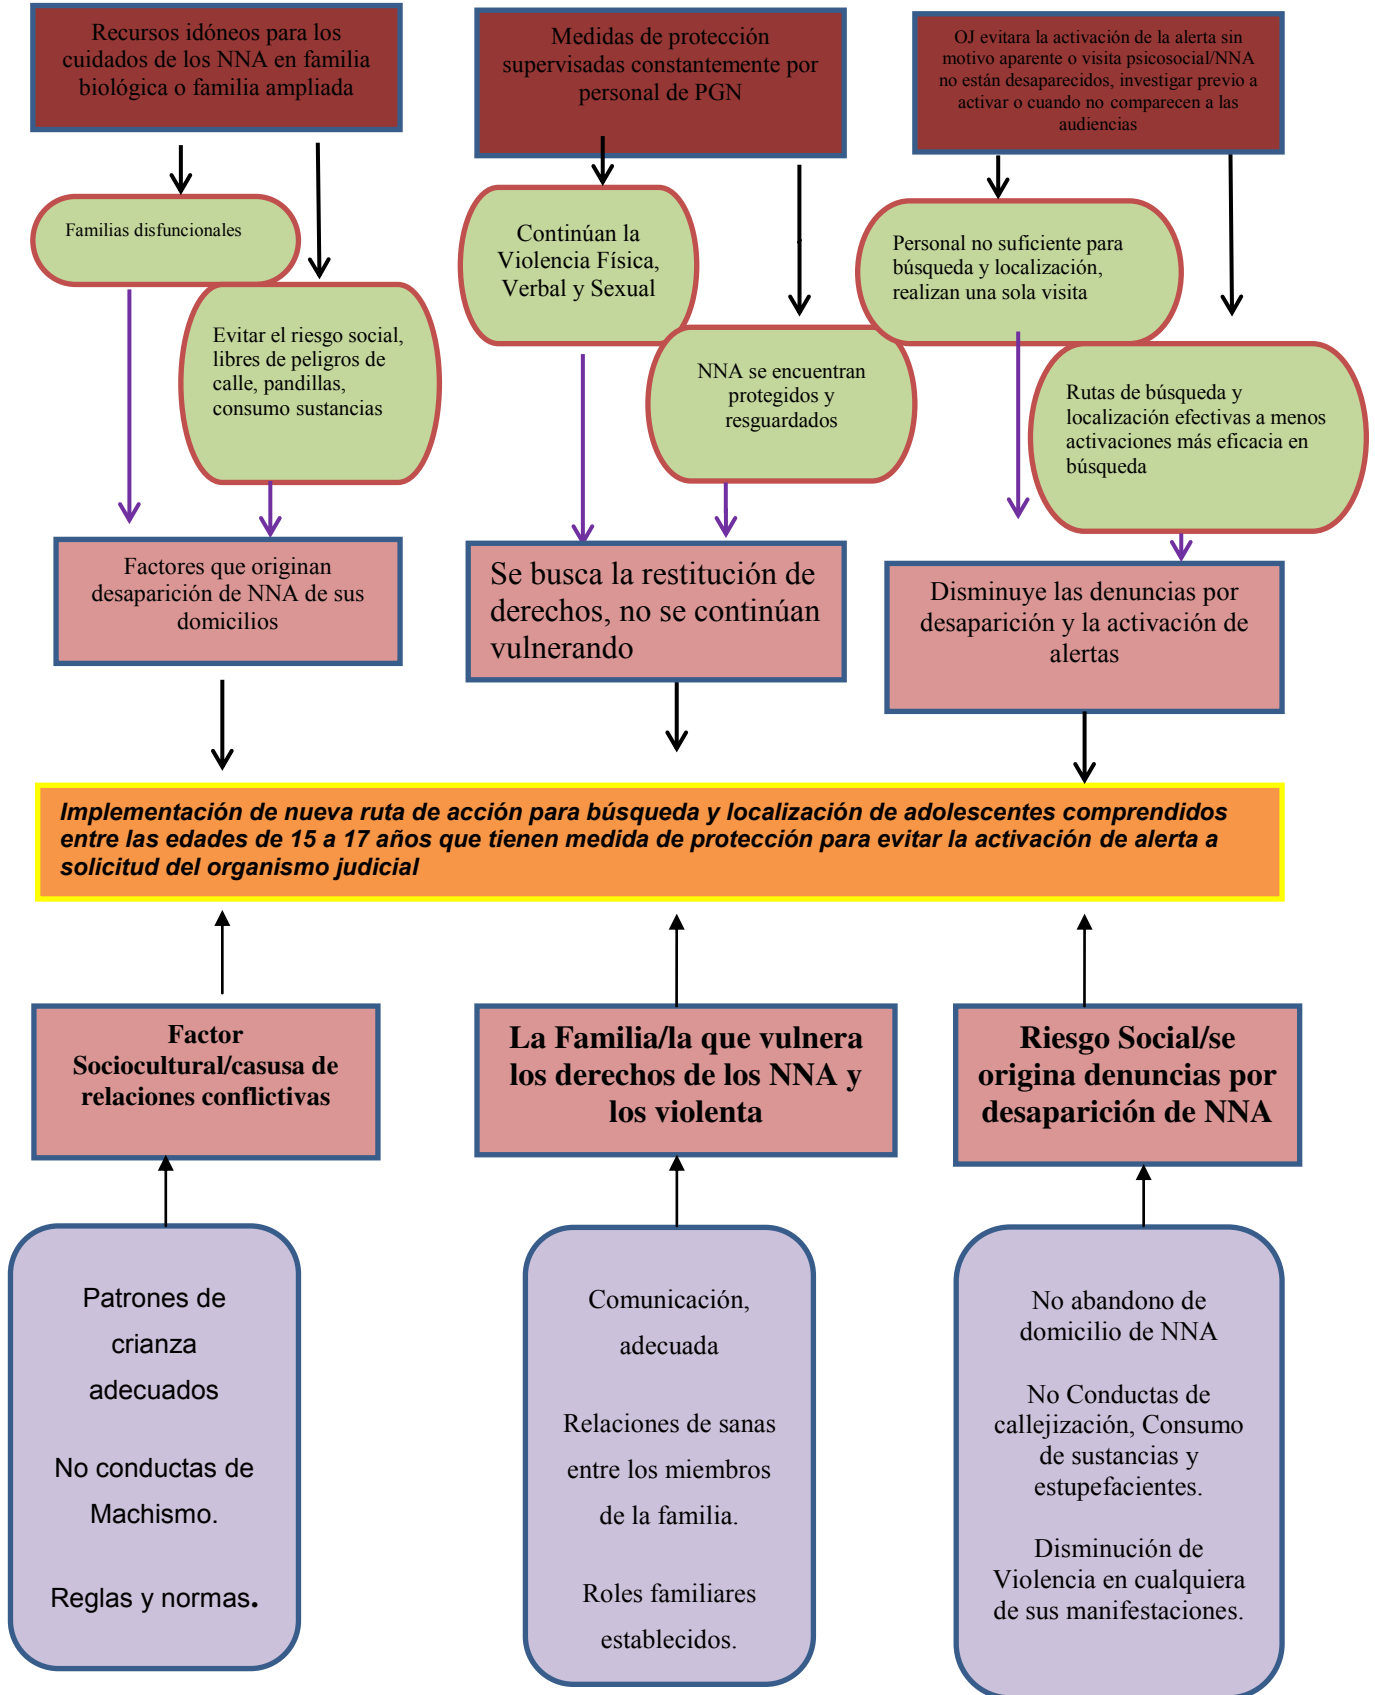 Recursos idóneos para los
cuidados de los NNA en familia
biológica o familia ampliada
Medidas de protección
supervisadas constantemente por
personal de PGN
OJ evitara la activación de la alerta sin
motivo aparente o visita psicosocial/NNA
no están desaparecidos, investigar previo a
activar o cuando no comparecen a las
audiencias
Familias disfuncionales
Evitar el riesgo social,
libres de peligros de
calle, pandillas,
consumo sustancias
Continúan la
Violencia Física,
Verbal y Sexual
NNA se encuentran
protegidos y
resguardados
Personal no suficiente para
búsqueda y localización,
realizan una sola visita
Rutas de búsqueda y
localización efectivas a menos
activaciones más eficacia en
búsqueda
Factores que originan
desaparición de NNA de sus
domicilios
Se busca la restitución de
derechos, no se continúan
vulnerando
Disminuye las denuncias por
desaparición y la activación de
alertas
Implementación de nueva ruta de acción para búsqueda y localización de adolescentes comprendidos
entre las edades de 15 a 17 años que tienen medida de protección para evitar la activación de alerta a
solicitud del organismo judicial
Factor
Sociocultural/casusa de
relaciones conflictivas
La Familia/la que vulnera
los derechos de los NNA y
los violenta
Riesgo Social/se
origina denuncias por
desaparición de NNA
Patrones de
crianza
adecuados
No conductas de
Machismo.
Reglas y normas.
Comunicación,
adecuada
Relaciones de sanas
entre los miembros
de la familia.
Roles familiares
establecidos.
No abandono de
domicilio de NNA
No Conductas de
callejización, Consumo
de sustancias y
estupefacientes.
Disminución de
Violencia en cualquiera
de sus manifestaciones.